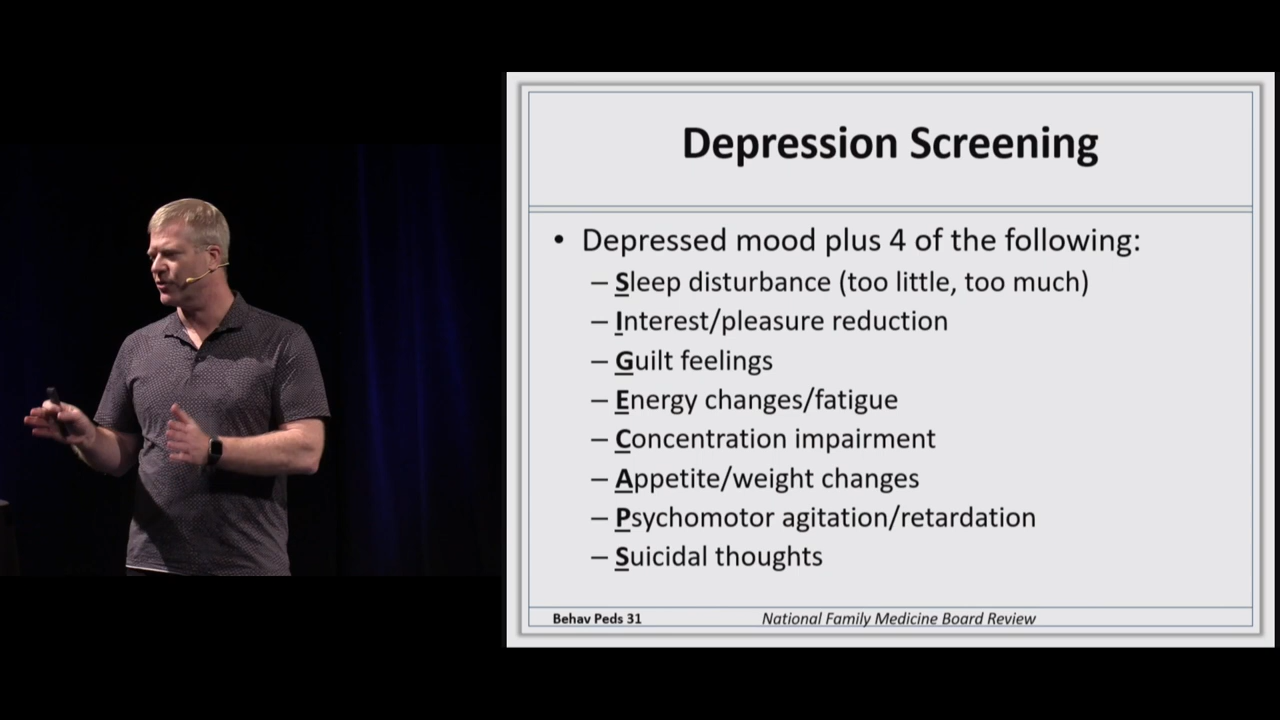 Depression Screening
• Depressed mood plus 4 of the following:
– Sleep disturbance (too little, too much)
– Interest/pleasure reduction
– Guilt feelings
– Energy changes/fatigue
– Concentration impairment
– Appetite/weight changes
– Psychomotor agitation/retardation
– Suicidal thoughts
Behav Peds 31 National Family Medicine Board Review